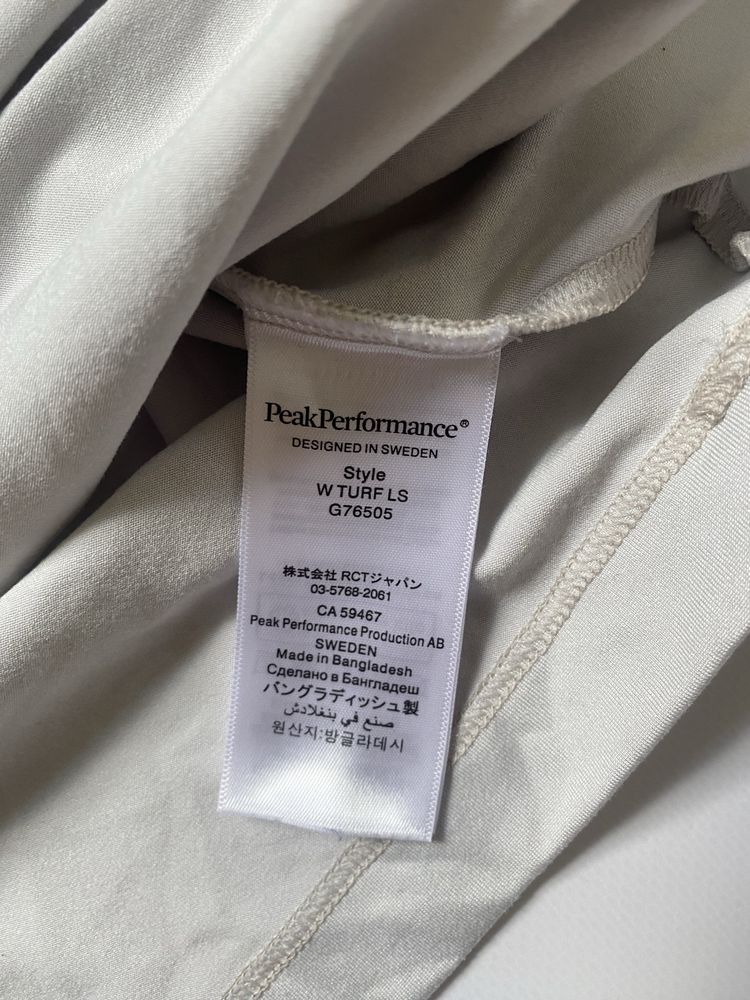 PeakPerformance®
DESIGNED IN SWEDEN
Style
W TURF LS
G76505
株式会社 RCTジャパン
03-5768-2061
CA 59467
Peak Performance Production AB
SWEDEN
Made in Bangladesh
Сделано в Бангладеш
バングラディッシュ製
صنع في بنغلادش
원산지:방글라데시